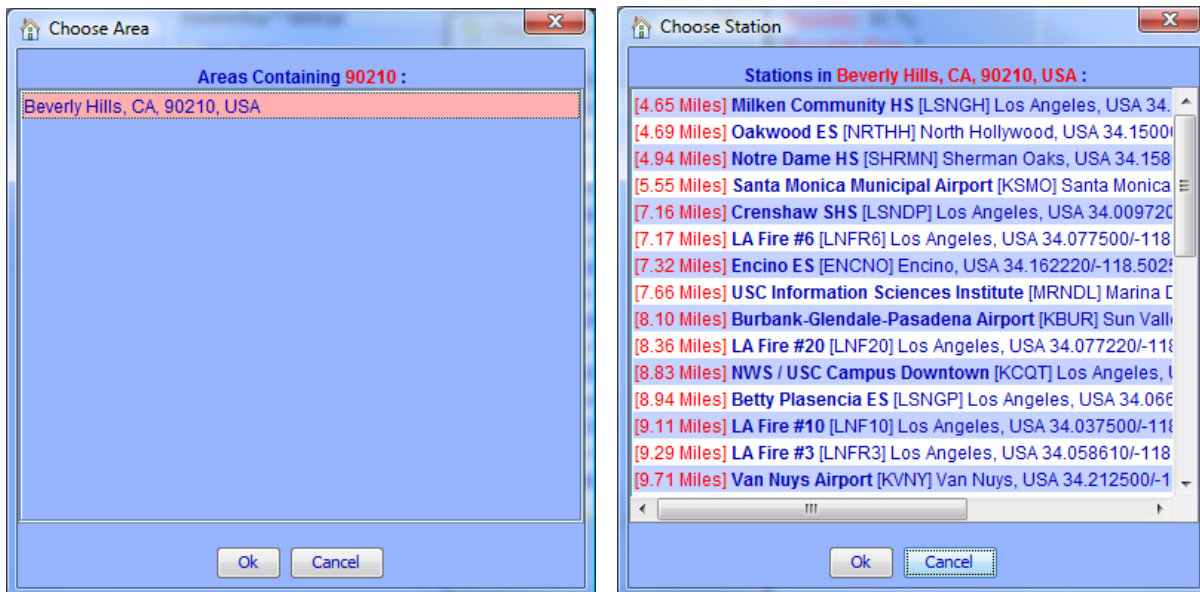 Choose Area
Areas Containing 90210 :
Beverly Hills, CA, 90210, USA
Ok Cancel
Choose Station
Stations in Beverly Hills, CA, 90210, USA :
[4.65 Miles] Milken Community HS [LSNGH] Los Angeles, USA 34.
[4.69 Miles] Oakwood ES [NRTHH] North Hollywood, USA 34.1500
[4.94 Miles] Notre Dame HS [SHRMN] Sherman Oaks, USA 34.158
[5.55 Miles] Santa Monica Municipal Airport [KSMO] Santa Monica
[7.16 Miles] Crenshaw SHS [LSNDP] Los Angeles, USA 34.009720
[7.17 Miles] LA Fire #6 [LNFR6] Los Angeles, USA 34.077500/-118
[7.32 Miles] Encino ES [ENCNO] Encino, USA 34.162220/-118.502
[7.66 Miles] USC Information Sciences Institute [MRNDL] Marina D
[8.10 Miles] Burbank-Glendale-Pasadena Airport [KBUR] Sun Vall
[8.36 Miles] LA Fire #20 [LNF20] Los Angeles, USA 34.077220/-118
[8.83 Miles] NWS / USC Campus Downtown [KCQT] Los Angeles,
[8.94 Miles] Betty Plasencia ES [LSNGP] Los Angeles, USA 34.066
[9.11 Miles] LA Fire #10 [LNF10] Los Angeles, USA 34.037500/-118
[9.29 Miles] LA Fire #3 [LNFR3] Los Angeles, USA 34.058610/-118
[9.71 Miles] Van Nuys Airport [KVNY] Van Nuys, USA 34.212500/-1
Ok Cancel